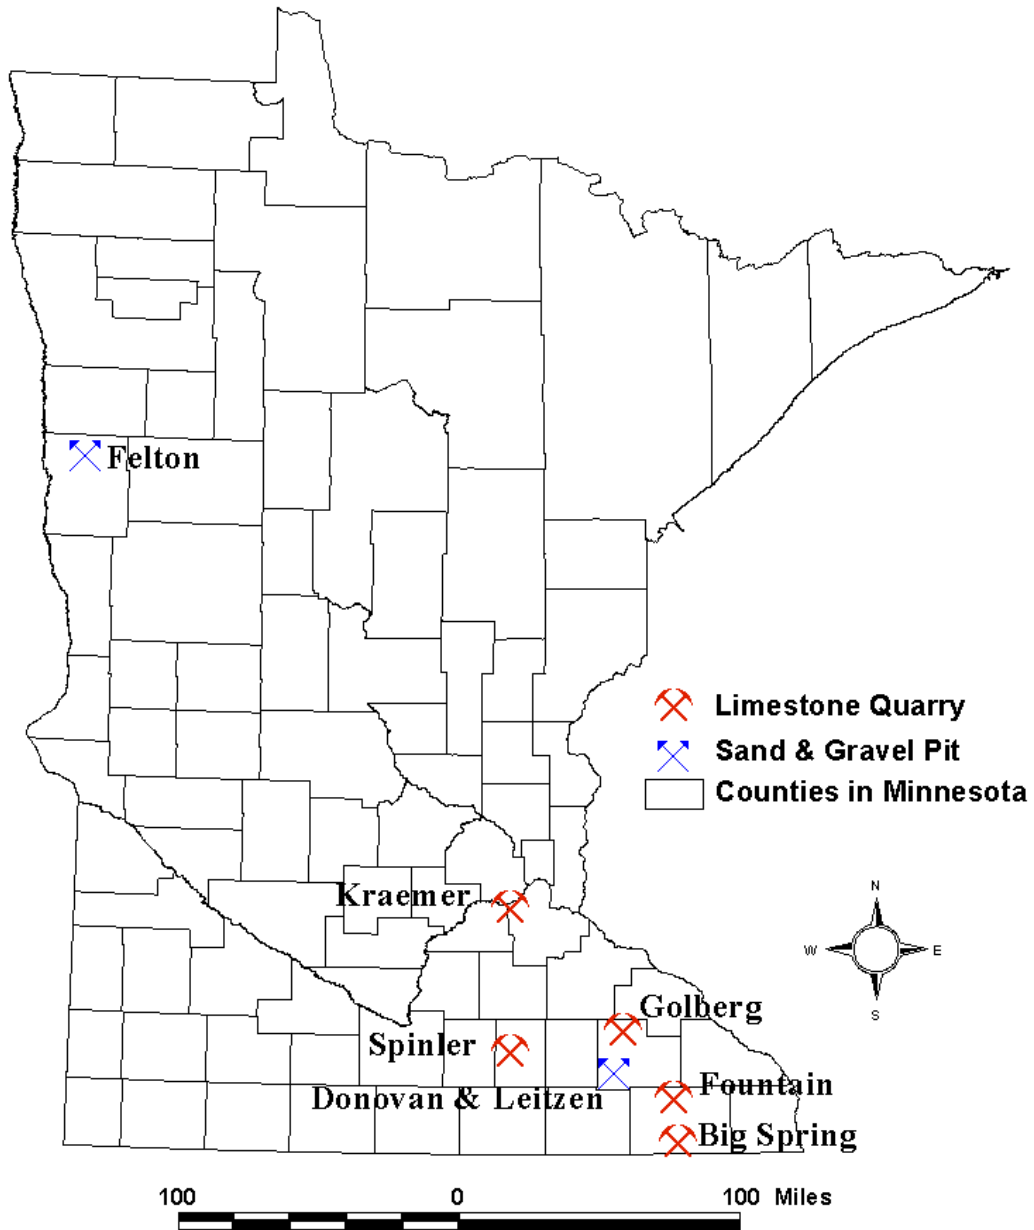 Felton
Limestone Quarry
Sand & Gravel Pit
Counties in Minnesota
Kraemer
N
W
E
S
Golberg
Spinler
Fountain
Donovan & Leitzen
Big Spring
100 0 100 Miles